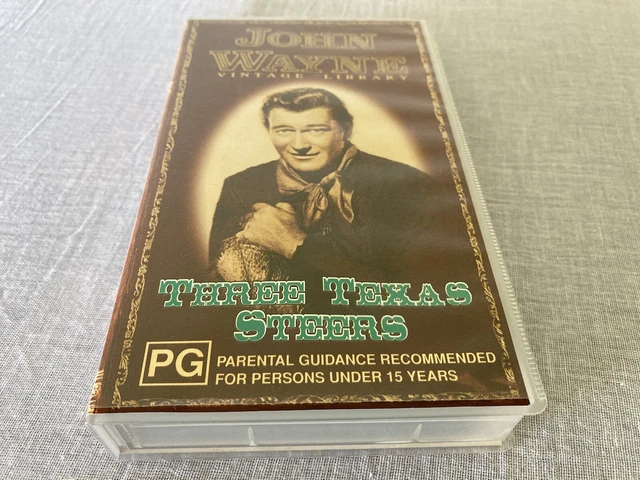 JOHN
WAYNE
VINTAGE LIBRARY
THREE TEXAS
STEERS
PG PARENTAL GUIDANCE RECOMMENDED
FOR PERSONS UNDER 15 YEARS